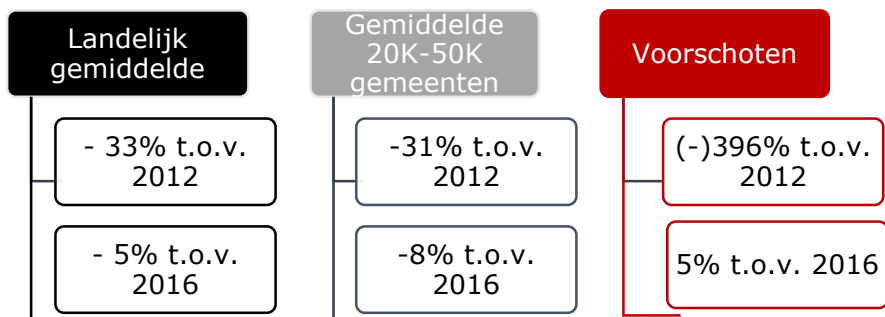 Landelijk
gemiddelde
- 33% t.o.v.
2012
- 5% t.o.v.
2016
Gemiddelde
20K-50K
gemeenten
-31% t.o.v.
2012
-8% t.o.v.
2016
Voorschoten
(-)396% t.o.v.
2012
5% t.o.v. 2016